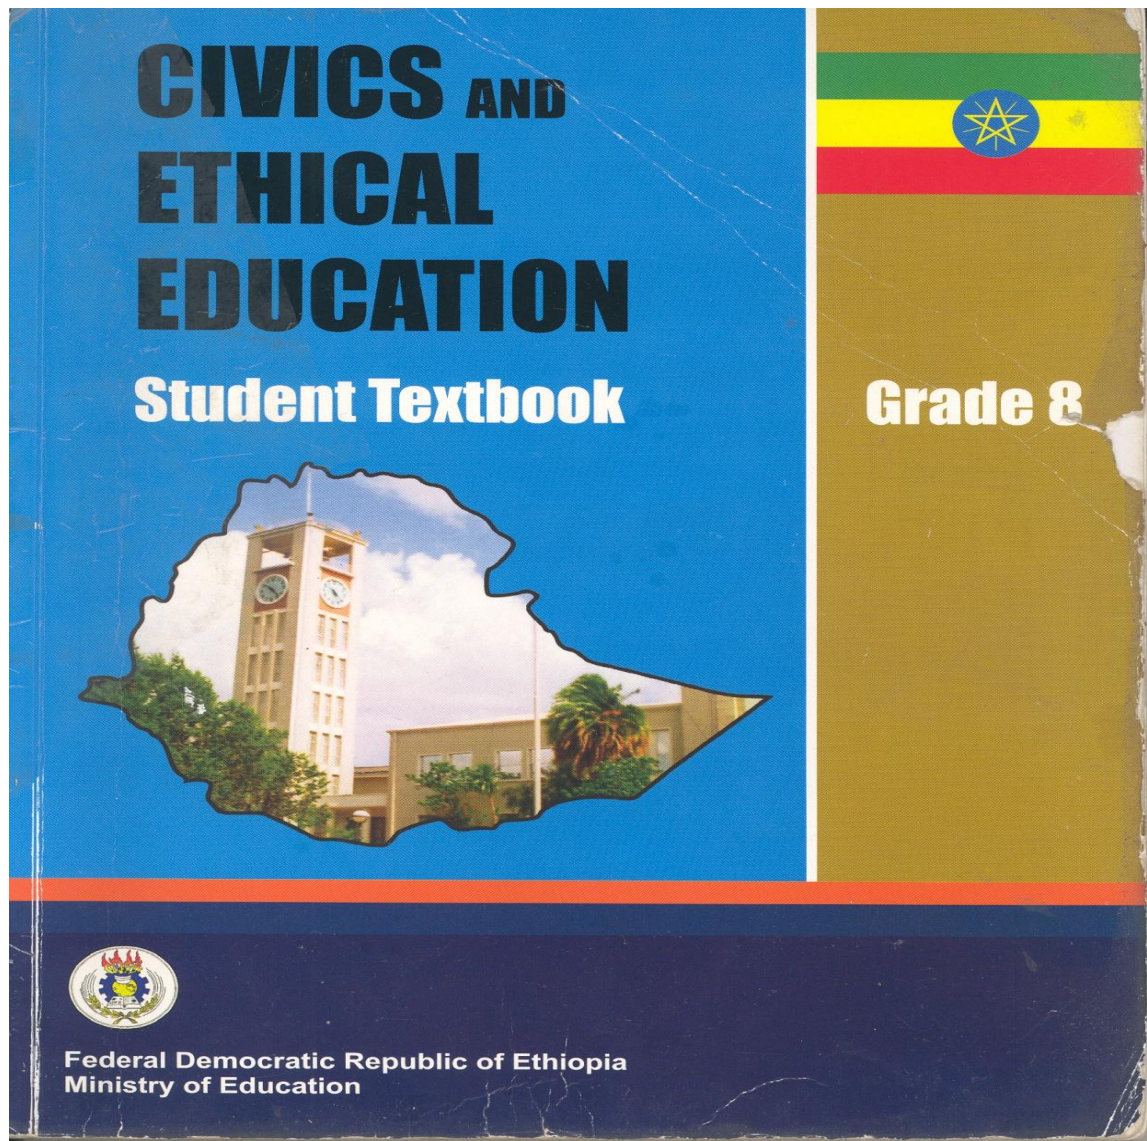 CIVICS AND
ETHICAL
EDUCATION
Student Textbook
Grade 8
Federal Democratic Republic of Ethiopia
Ministry of Education